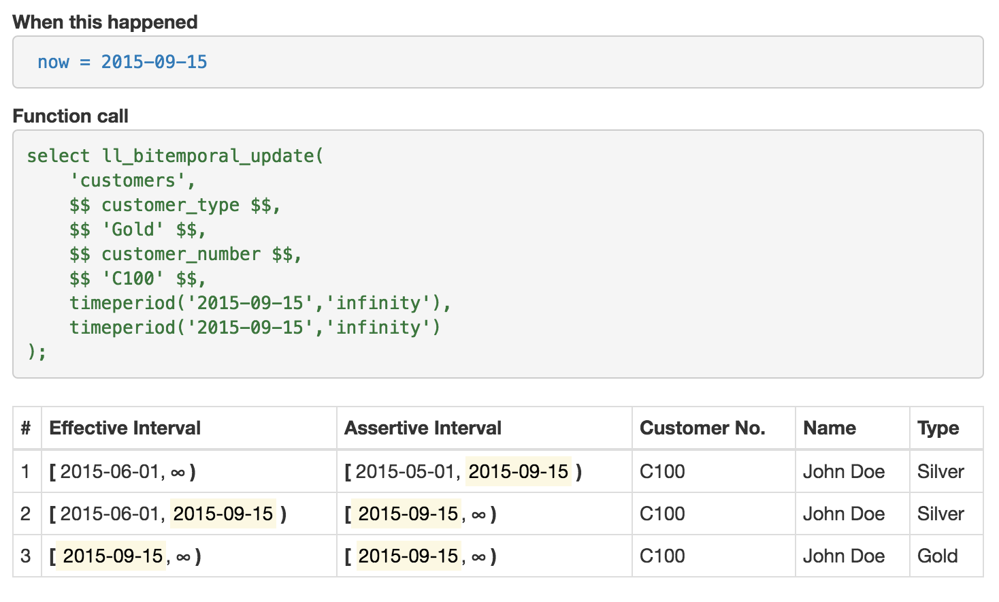 When this happened
now = 2015-09-15
Function call
select ll_bitemporal_update(
    'customers',
    $$ customer_type $$,
    $$ 'Gold' $$,
    $$ customer_number $$,
    $$ 'C100' $$,
    timeperiod('2015-09-15','infinity'),
    timeperiod('2015-09-15','infinity')
);
# Effective Interval Assertive Interval Customer No. Name Type
1 [ 2015-06-01, ∞ ) [ 2015-05-01, 2015-09-15 ) C100 John Doe Silver
2 [ 2015-06-01, 2015-09-15 ) [ 2015-09-15, ∞ ) C100 John Doe Silver
3 [ 2015-09-15, ∞ ) [ 2015-09-15, ∞ ) C100 John Doe Gold